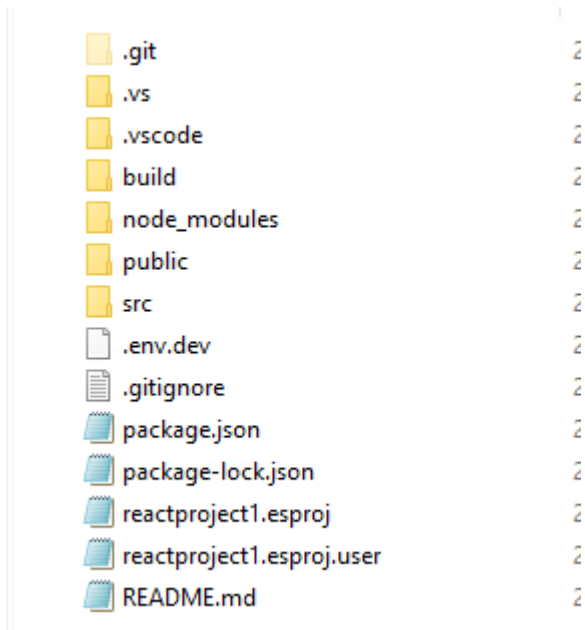 .git
.vs
.vscode
build
node_modules
public
src
.env.dev
.gitignore
package.json
package-lock.json
reactproject1.esproj
reactproject1.esproj.user
README.md